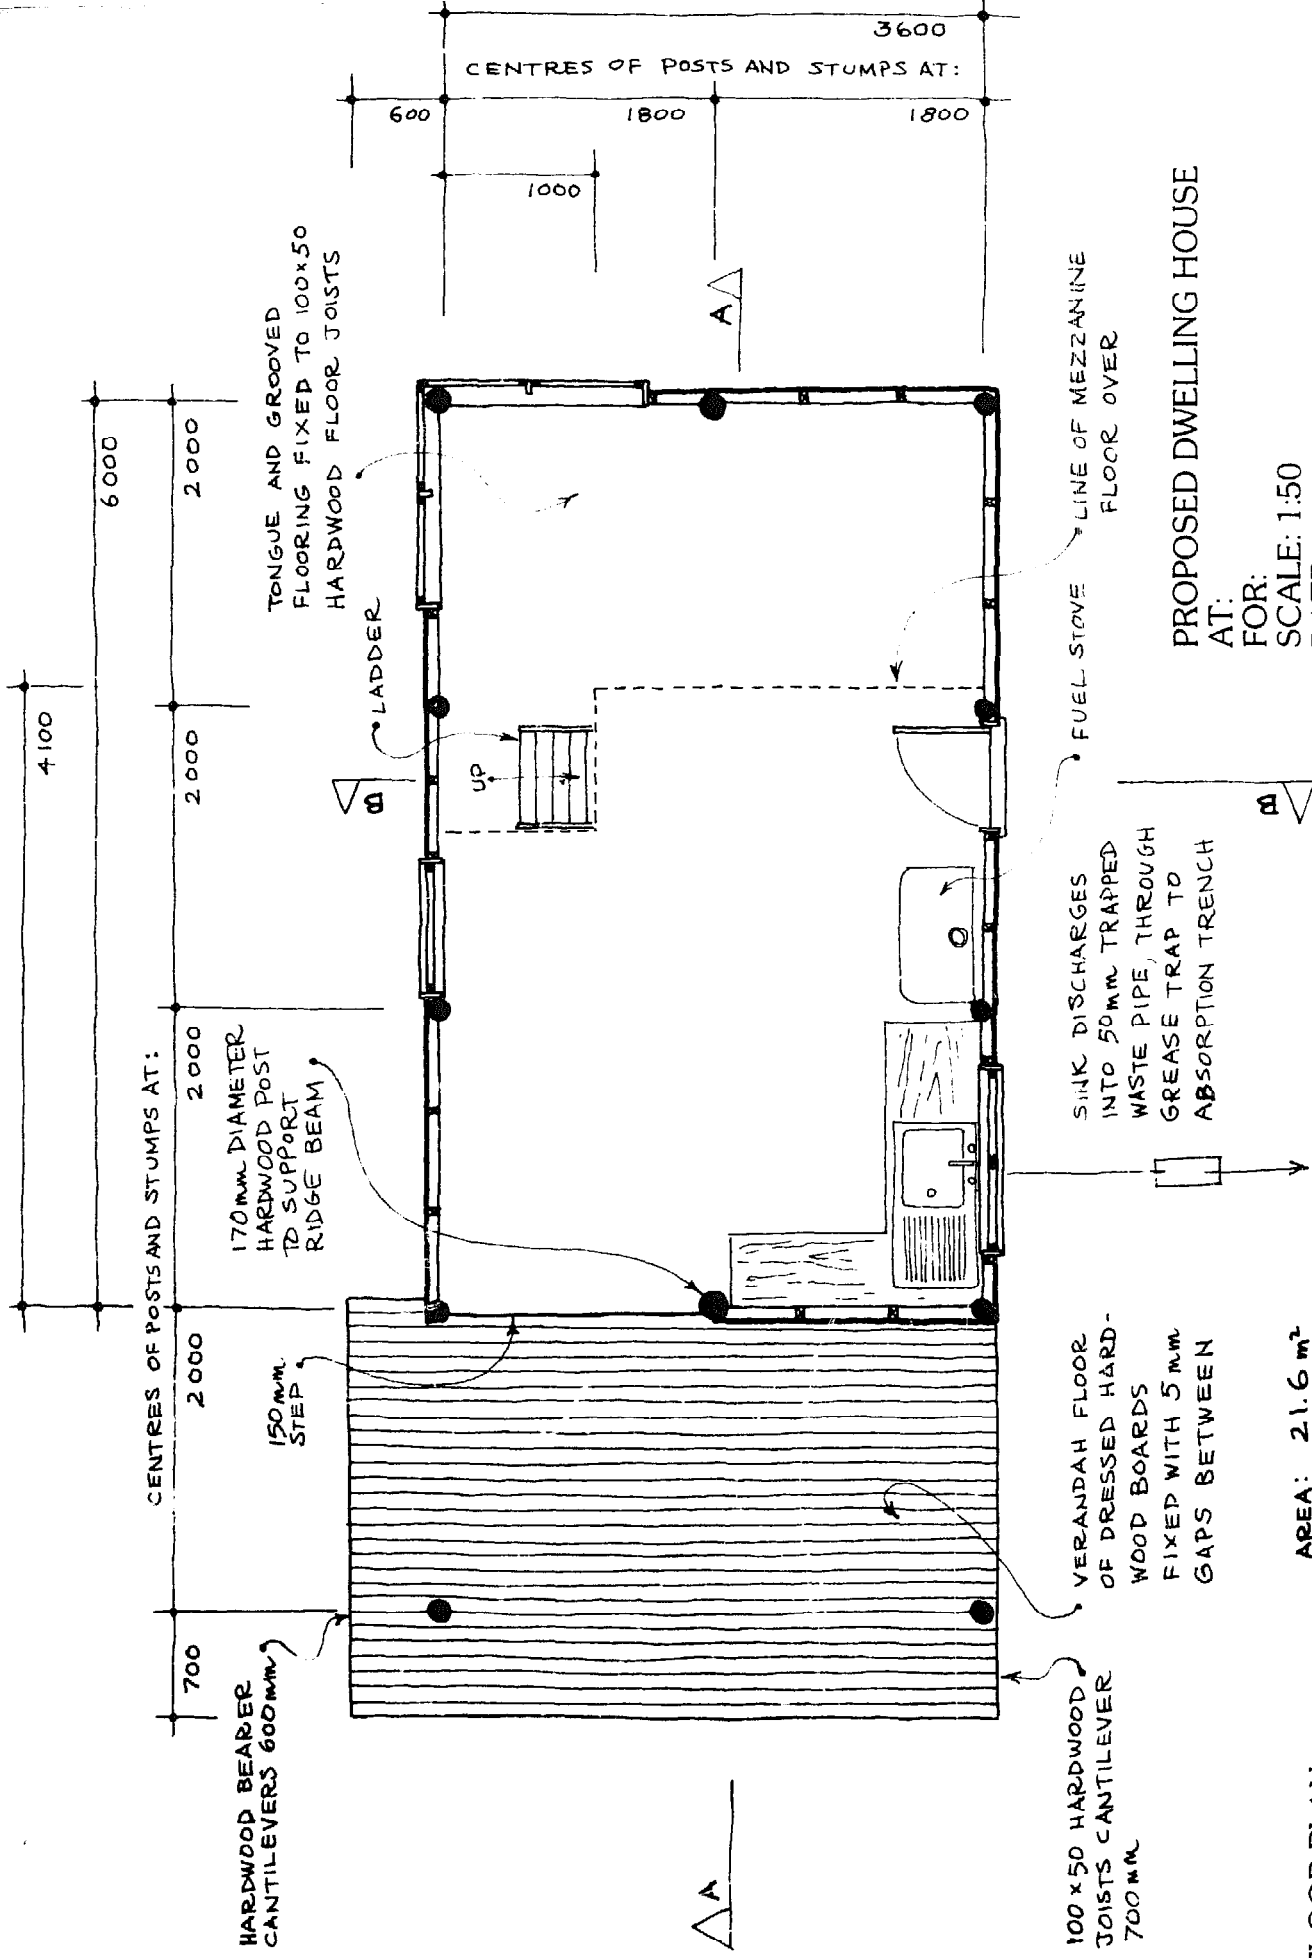 4100
6000
2000
2000
2000
2000
700
CENTRES OF POSTS AND STUMPS AT:
3600
CENTRES OF POSTS AND STUMPS AT:
600
1800
1800
1000
HARDWOOD BEARER
CANTILEVERS 600mm
150mm
STEP
170mm DIAMETER
HARDWOOD POST
TO SUPPORT
RIDGE BEAM
LADDER
TONGUE AND GROOVED
FLOORING FIXED TO 100x50
HARDWOOD FLOOR JOISTS
B
UP
A
A
100x50 HARDWOOD
JOISTS CANTILEVER
700mm
VERANDAH FLOOR
OF DRESSED HARD-
WOOD BOARDS
FIXED WITH 5mm
GAPS BETWEEN
SINK DISCHARGES
INTO 50mm TRAPPED
WASTE PIPE, THROUGH
GREASE TRAP TO
ABSORPTION TRENCH
FUEL STOVE
LINE OF MEZZANINE
FLOOR OVER
B
AREA: 21.6 m²
PROPOSED DWELLING HOUSE
AT:
FOR:
SCALE: 1:50